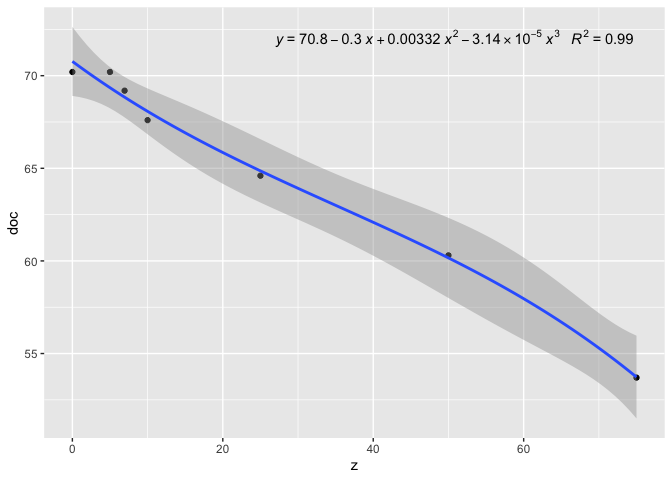 y = 70.8 − 0.3 x + 0.00332 x² − 3.14 × 10⁻⁵ x³ R² = 0.99
70
65
60
55
doc
0 20 40 60
z